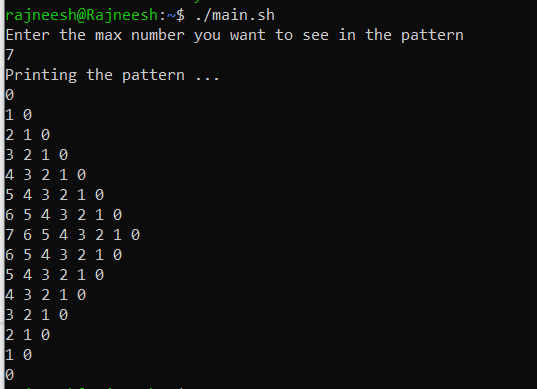 rajneesh@Rajneesh:~$ ./main.sh
Enter the max number you want to see in the pattern
7
Printing the pattern ...
0
1 0
2 1 0
3 2 1 0
4 3 2 1 0
5 4 3 2 1 0
6 5 4 3 2 1 0
7 6 5 4 3 2 1 0
6 5 4 3 2 1 0
5 4 3 2 1 0
4 3 2 1 0
3 2 1 0
2 1 0
1 0
0